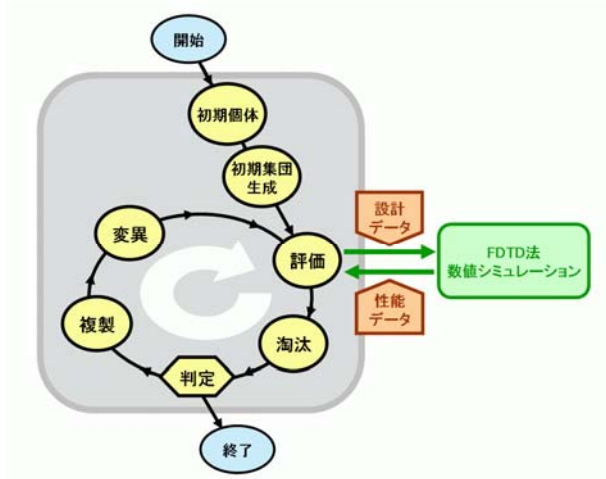 開始
初期個体
初期集団
生成
変異
評価
設計
データ
FDTD法
数値シミュレーション
性能
データ
複製
淘汰
判定
終了